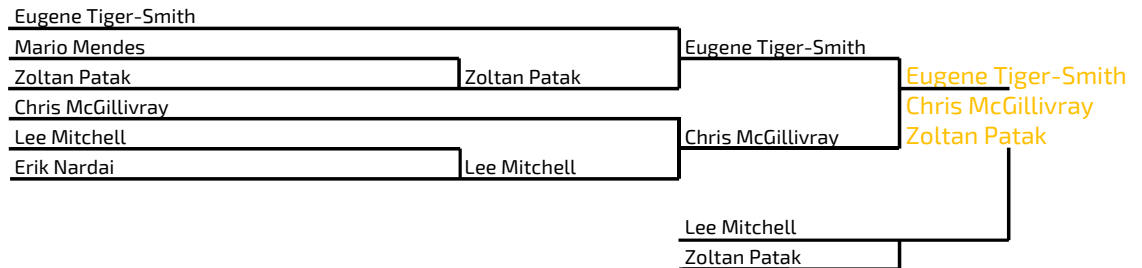 Eugene Tiger-Smith
Mario Mendes
Zoltan Patak
Chris McGillivray
Lee Mitchell
Erik Nardai
Zoltan Patak
Lee Mitchell
Eugene Tiger-Smith
Chris McGillivray
Lee Mitchell
Zoltan Patak
Eugene Tiger-Smith
Chris McGillivray
Zoltan Patak